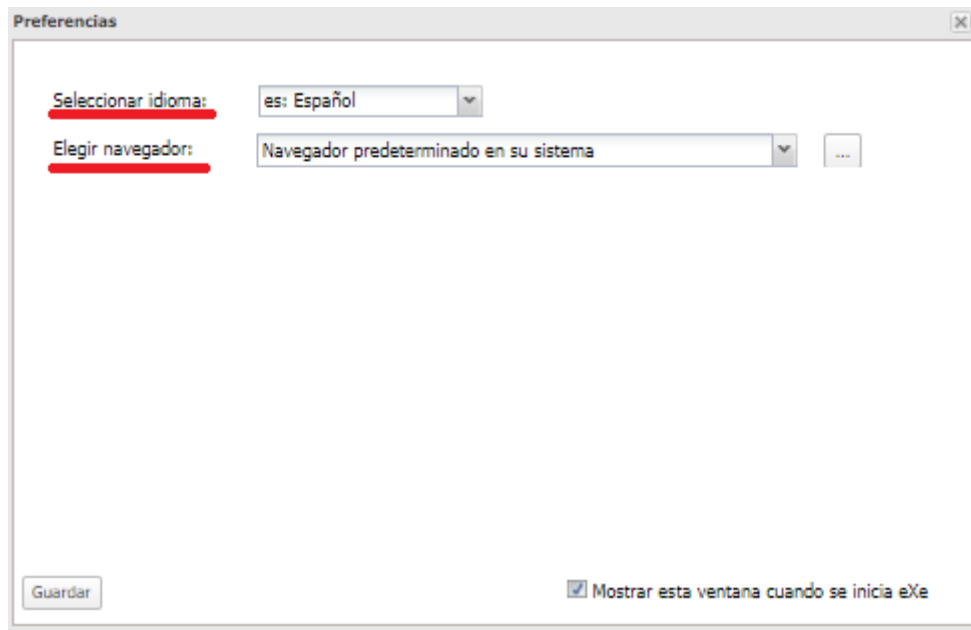 Preferencias
Seleccionar idioma: es: Español
Elegir navegador: Navegador predeterminado en su sistema ...
Guardar Mostrar esta ventana cuando se inicia eXe